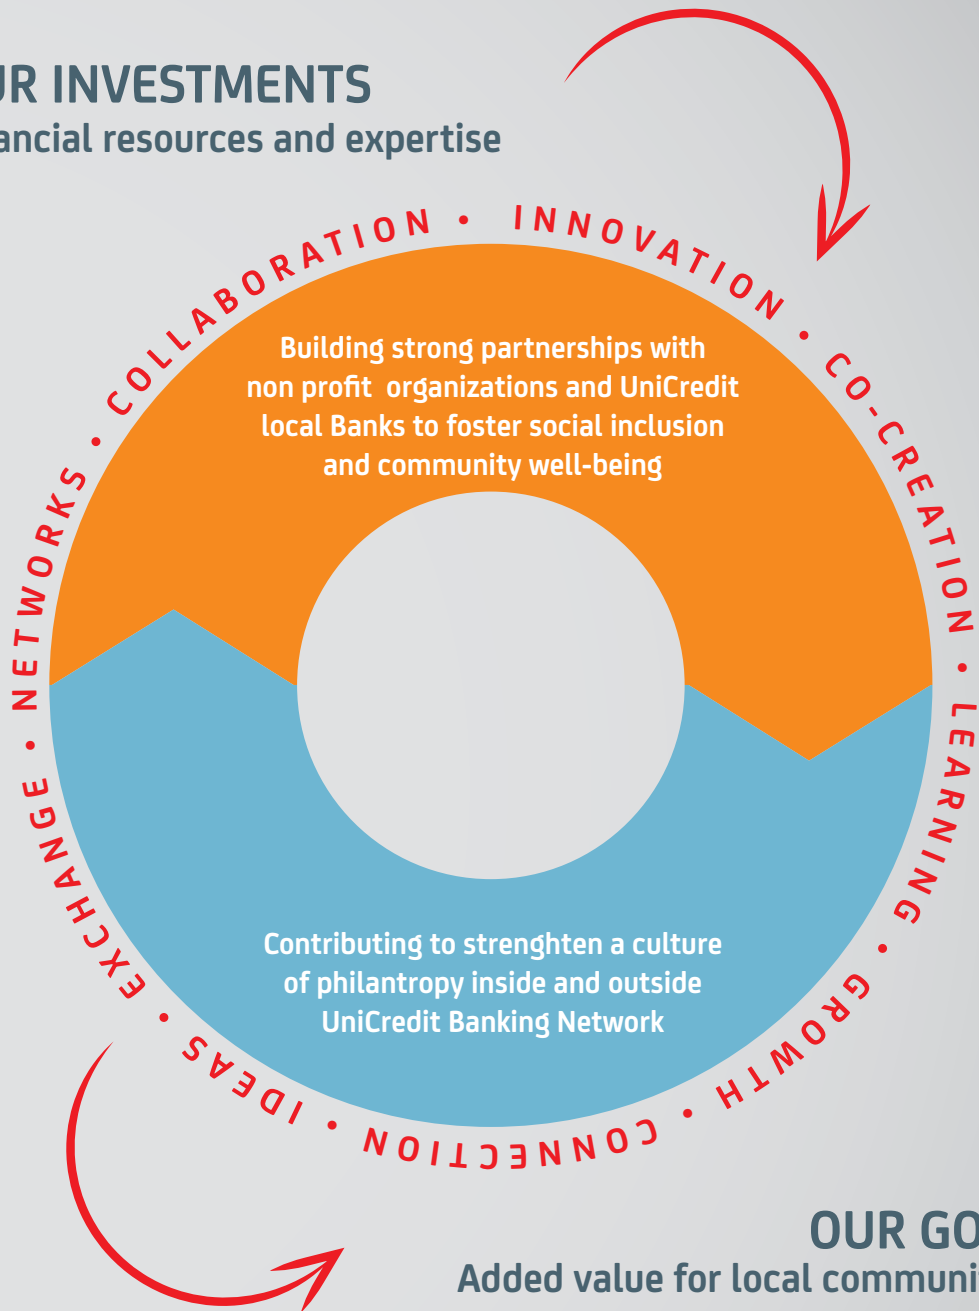 UR INVESTMENTS
ancial resources and expertise
INNOVATION • CO-CREATION • LEARNING • GROWTH • CONNECTION • IDEAS • EXCHANGE • NETWORKS • COLLABORATION •
Building strong partnerships with
non profit organizations and UniCredit
local Banks to foster social inclusion
and community well-being
Contributing to strenghten a culture
of philantropy inside and outside
UniCredit Banking Network
OUR GO
Added value for local communi